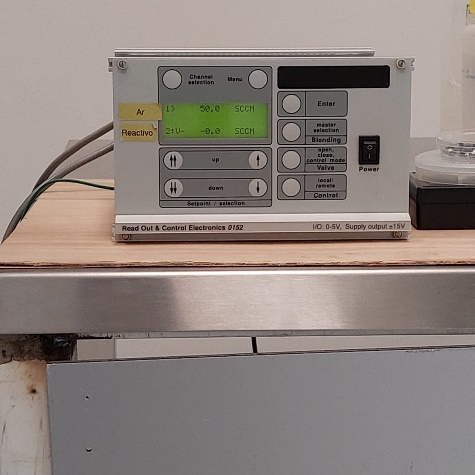 Channel selection Menu
Ar
1> 50.0 SCCM
Reactivo
2:V- -0.0 SCCM
up
down
Setpoint / selection
Enter
master selection
Blending
open, close, control mode
Valve
local/ remote
Control
Power
Read Out & Control Electronics 0152
I/O: 0-5V, Supply output ±15V